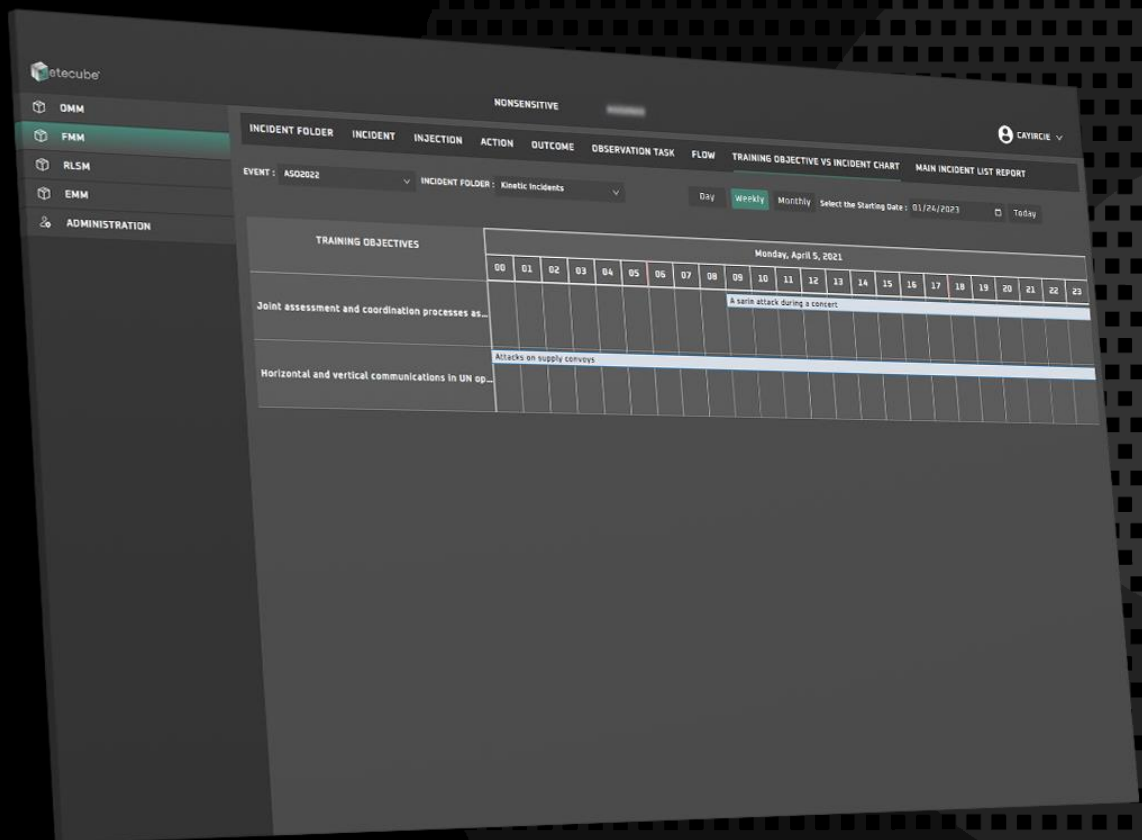 etecube
NONSENSITIVE
CAYIRCIE
OMM
FMM
RLSM
EMM
ADMINISTRATION
INCIDENT FOLDER INCIDENT INJECTION ACTION OUTCOME OBSERVATION TASK FLOW TRAINING OBJECTIVE VS INCIDENT CHART MAIN INCIDENT LIST REPORT
EVENT : ASO2022 INCIDENT FOLDER : Kinetic Incidents Day Weekly Monthly Select the Starting Date : 01/24/2023 Today
TRAINING OBJECTIVES
Monday, April 5, 2021
00 01 02 03 04 05 06 07 08 09 10 11 12 13 14 15 16 17 18 19 20 21 22 23
Joint assessment and coordination processes as...
A sarin attack during a concert
Horizontal and vertical communications in UN op...
Attacks on supply convoys